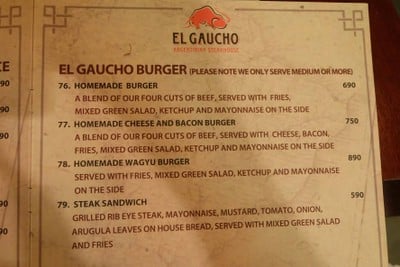 EL GAUCHO
ARGENTINIAN STEAKHOUSE
EL GAUCHO BURGER (PLEASE NOTE WE ONLY SERVE MEDIUM OR MORE)
76. HOMEMADE BURGER 690
A BLEND OF OUR FOUR CUTS OF BEEF, SERVED WITH FRIES,
MIXED GREEN SALAD, KETCHUP AND MAYONNAISE ON THE SIDE
77. HOMEMADE CHEESE AND BACON BURGER 750
A BLEND OF OUR FOUR CUTS OF BEEF, SERVED WITH CHEESE, BACON,
FRIES, MIXED GREEN SALAD, KETCHUP AND MAYONNAISE ON THE SIDE
78. HOMEMADE WAGYU BURGER 890
SERVED WITH FRIES, MIXED GREEN SALAD, KETCHUP AND MAYONNAISE
ON THE SIDE
79. STEAK SANDWICH 590
GRILLED RIB EYE STEAK, MAYONNAISE, MUSTARD, TOMATO, ONION,
ARUGULA LEAVES ON HOUSE BREAD, SERVED WITH MIXED GREEN SALAD
AND FRIES